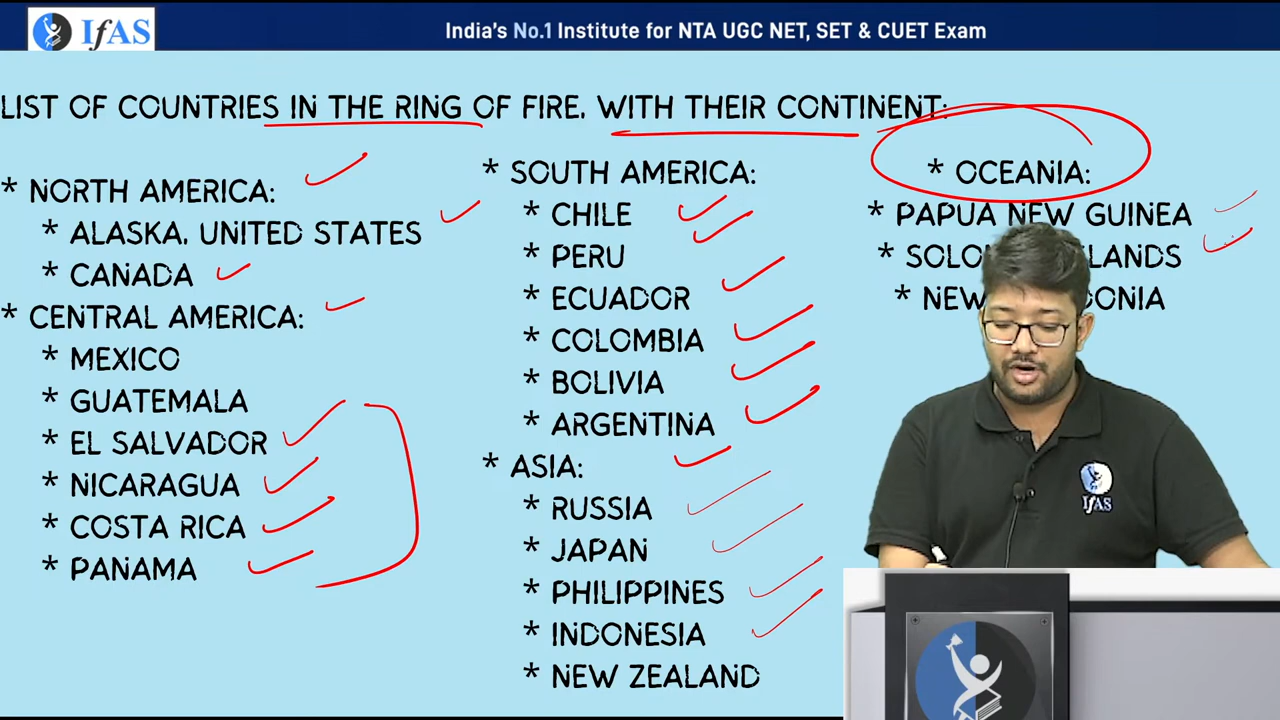 IfAS
India's No.1 Institute for NTA UGC NET, SET & CUET Exam
LIST OF COUNTRIES IN THE RING OF FIRE, WITH THEIR CONTINENT:
* NORTH AMERICA:
* ALASKA, UNITED STATES
* CANADA
* CENTRAL AMERICA:
* MEXICO
* GUATEMALA
* EL SALVADOR
* NICARAGUA
* COSTA RICA
* PANAMA
* SOUTH AMERICA:
* CHILE
* PERU
* ECUADOR
* COLOMBIA
* BOLIVIA
* ARGENTINA
* ASIA:
* RUSSIA
* JAPAN
* PHILIPPINES
* INDONESIA
* NEW ZEALAND
* OCEANIA:
* PAPUA NEW GUINEA
*
* NEW
IfAS